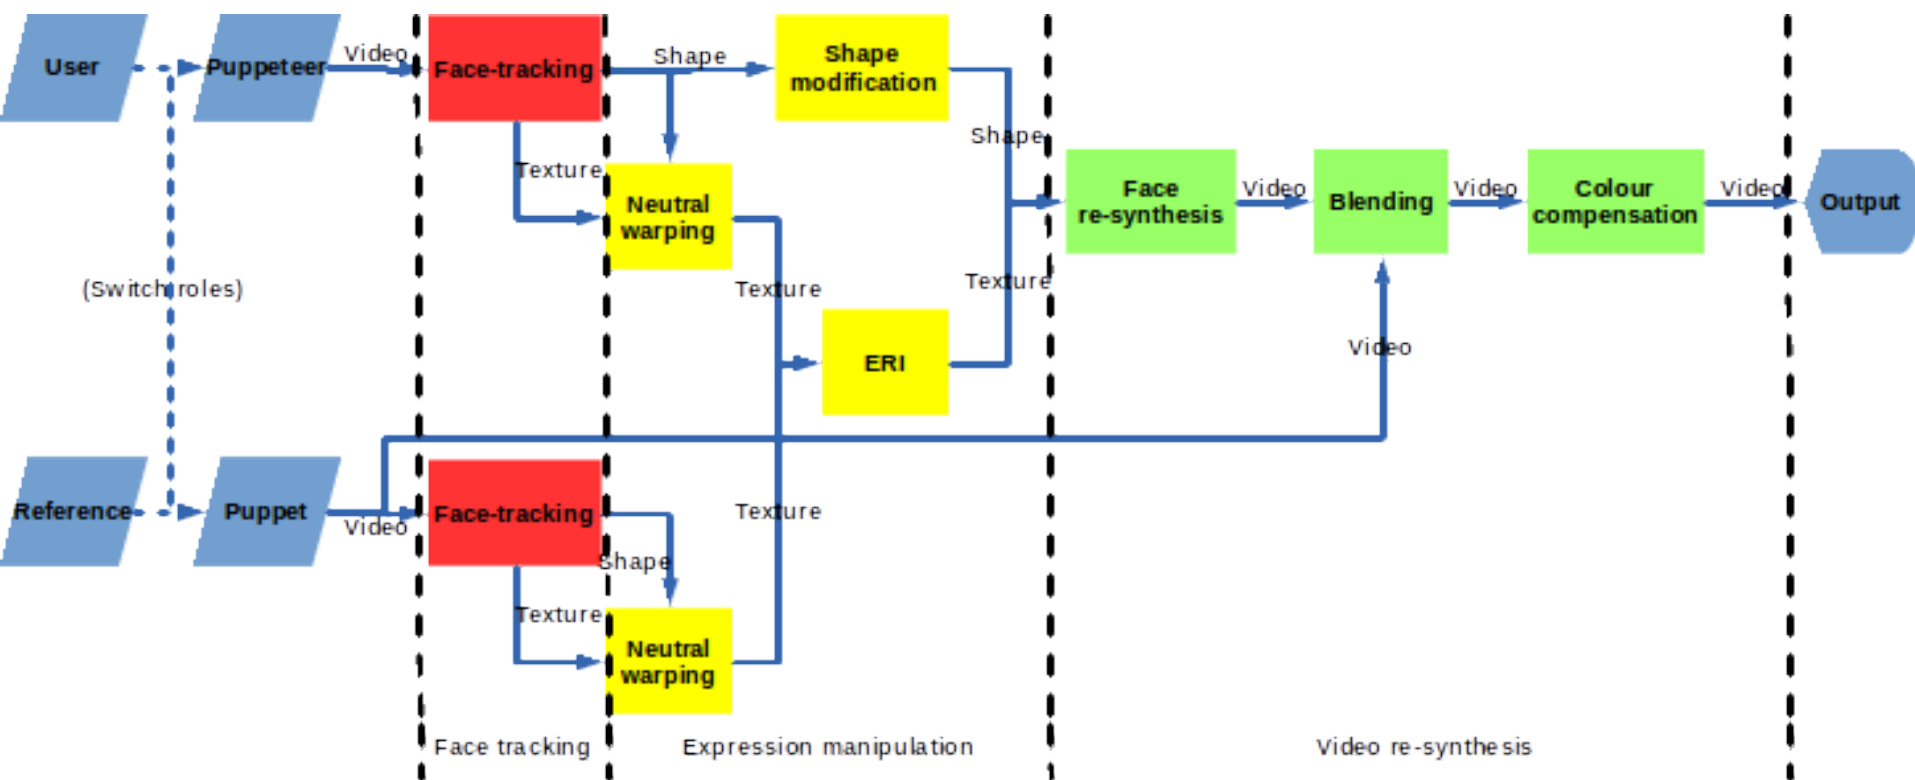 User
Puppeteer
Video
Face-tracking
Shape
Shape
modification
Texture
Neutral
warping
Shape
Face
re-synthesis
Video
Blending
Video
Colour
compensation
Video
Output
(Switch roles)
Texture
Texture
ERI
Video
Reference
Puppet
Video
Face-tracking
Shape
Texture
Texture
Neutral
warping
Face tracking
Expression manipulation
Video re-synthesis